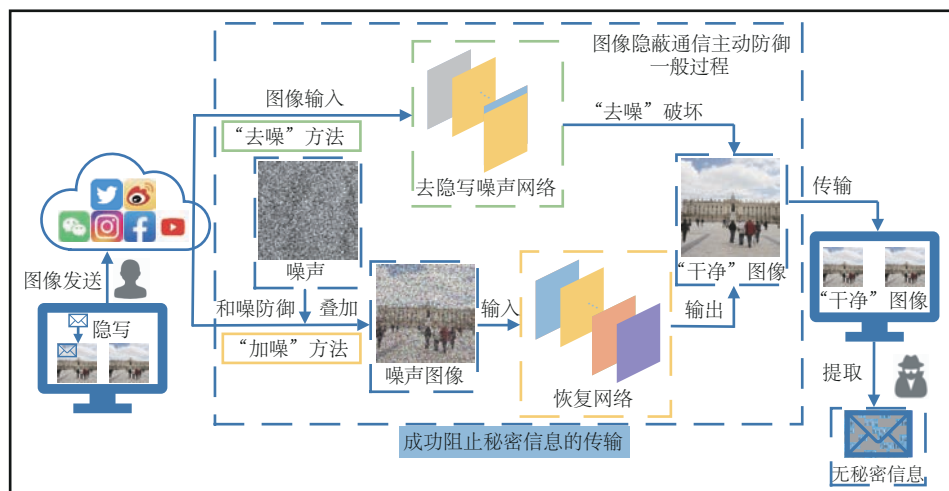 图像隐蔽通信主动防御
一般过程
图像输入
“去噪”方法
去隐写噪声网络
“去噪”破坏
噪声
“干净”图像
传输
图像发送
隐写
和噪防御
叠加
“加噪”方法
噪声图像
输入
恢复网络
输出
“干净”图像
提取
无秘密信息
成功阻止秘密信息的传输